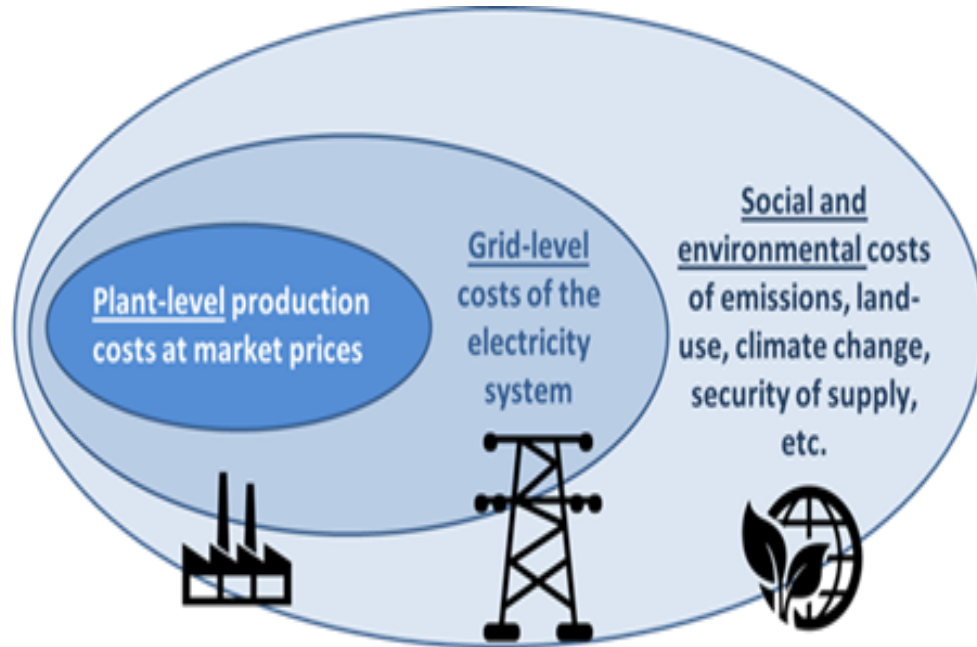 Plant-level production
costs at market prices
Grid-level
costs of the
electricity
system
Social and
environmental costs
of emissions, land-
use, climate change,
security of supply,
etc.